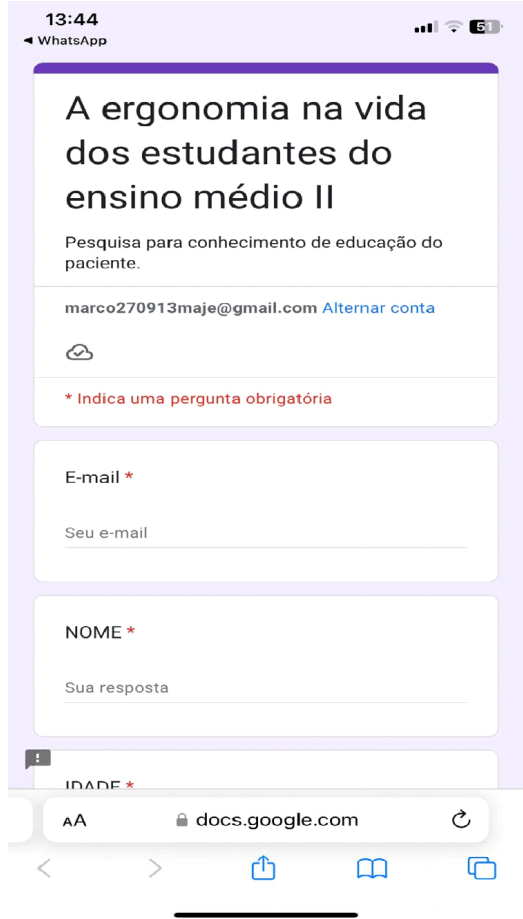 13:44
◄ WhatsApp
51
A ergonomia na vida
dos estudantes do
ensino médio II
Pesquisa para conhecimento de educação do
paciente.
marco270913maje@gmail.com Alternar conta
* Indica uma pergunta obrigatória
E-mail *
Seu e-mail
NOME *
Sua resposta
IDADE *
AA docs.google.com